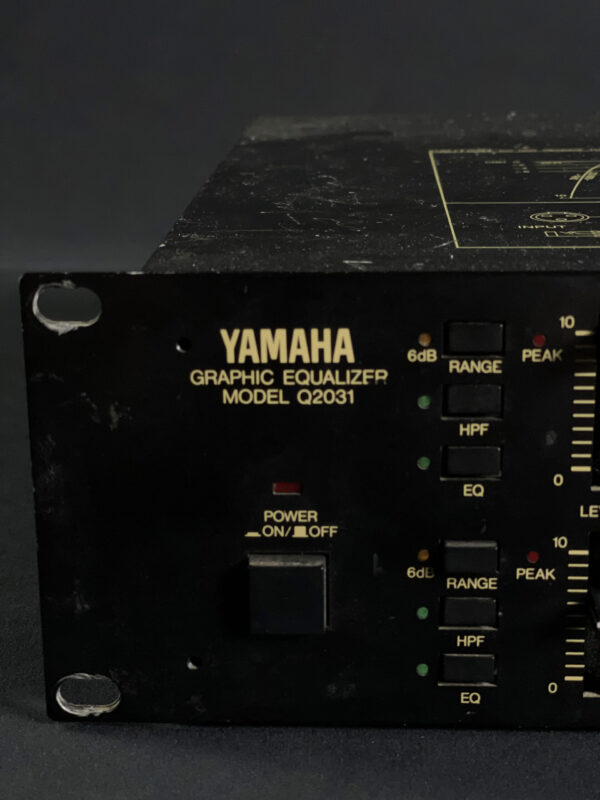 INPUT
YAMAHA
GRAPHIC EQUALIZER
MODEL Q2031
6dB
RANGE
PEAK
10
HPF
EQ
0
POWER
ON/ OFF
10
6dB
RANGE
PEAK
HPF
EQ
0